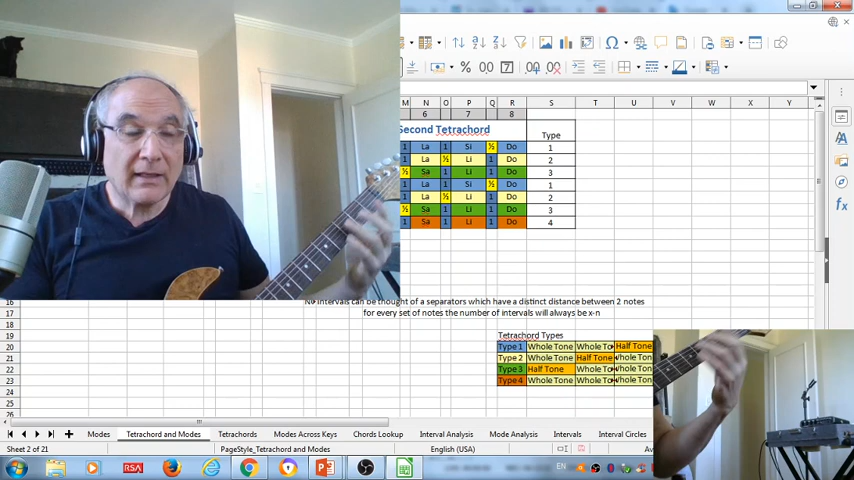 M N O P Q R S T U V W X Y
6 7 8
Second Tetrachord Type
1 La 1 Si ½ Do 1
1 La ½ Li 1 Do 2
½ Sa 1 Li 1 Do 3
1 La 1 Si ½ Do 1
1 La ½ Li 1 Do 2
½ Sa 1 Li 1 Do 3
1 Sa 1 Li 1 Do 4
16 Intervals can be thought of a separators which have a distinct distance between 2 notes
17 for every set of notes the number of intervals will always be x-n
18
19 Tetrachord Types
20 Type 1 Whole Tone Whole To Half Tone
21 Type 2 Whole Tone Half Tone Whole Tone
22 Type 3 Half Tone Whole To Whole Tone
23 Type 4 Whole Tone Whole To Whole Tone
24
25
26
Modes Tetrachord and Modes Tetrachords Modes Across Keys Chords Lookup Interval Analysis Mode Analysis Intervals Interval Circles
Sheet 2 of 21 PageStyle_Tetrachord and Modes English (USA)
RSA EN